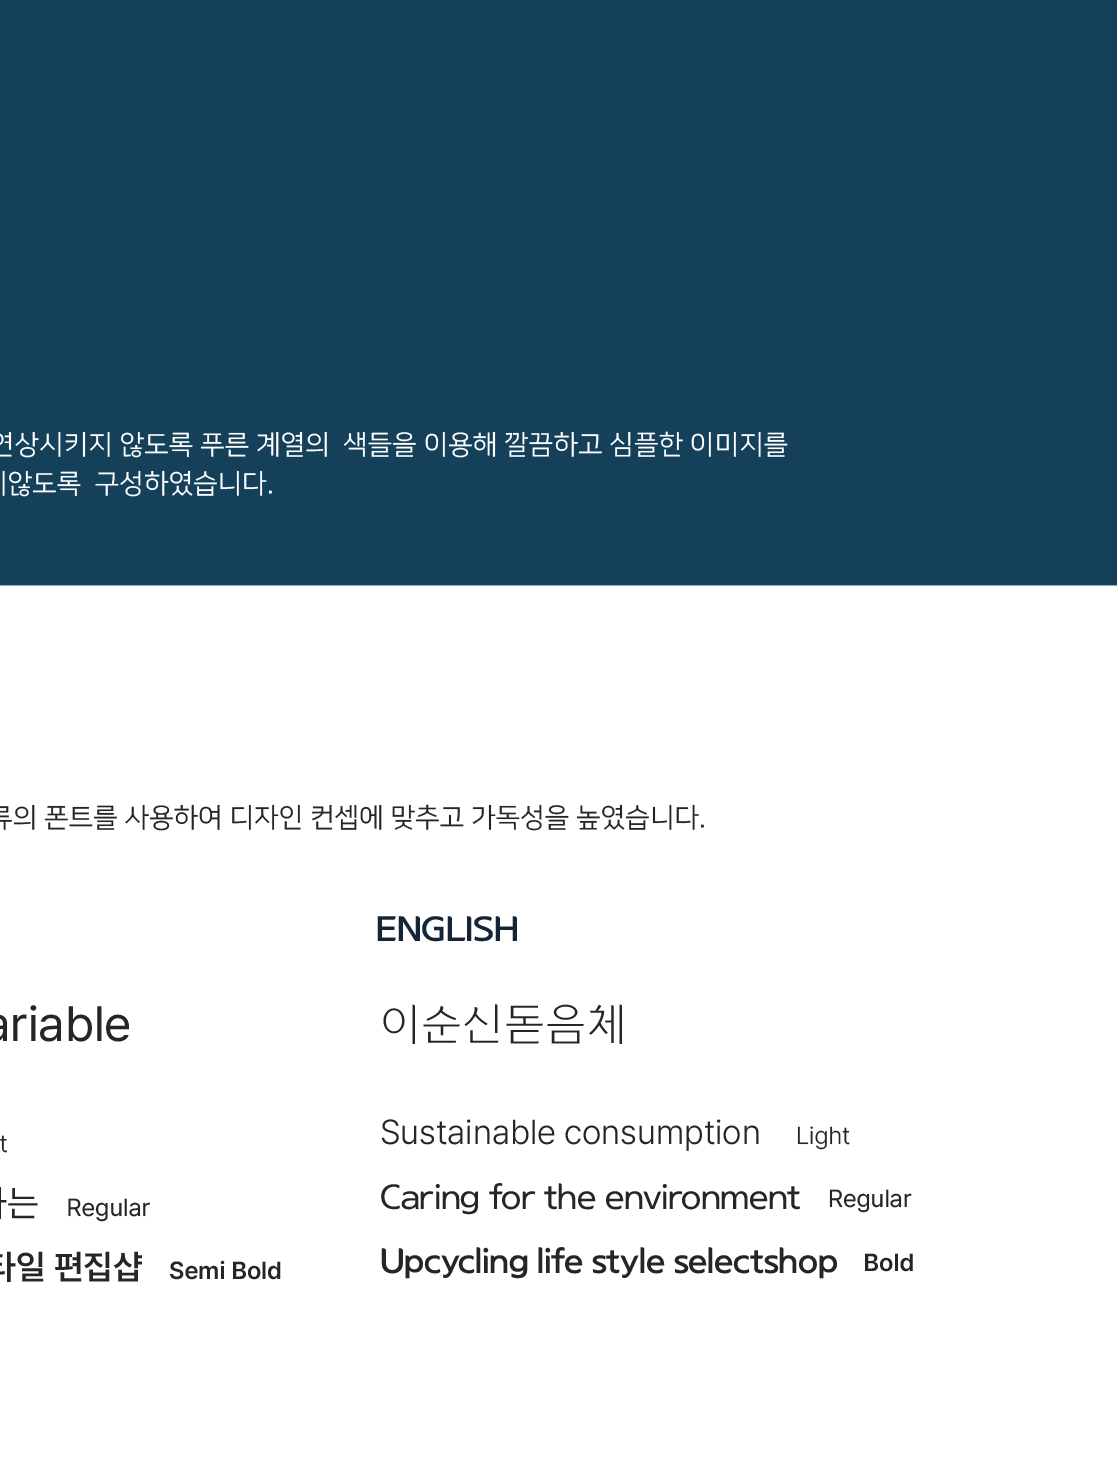 연상시키지 않도록 푸른 계열의 색들을 이용해 깔끔하고 심플한 이미지를
지않도록 구성하였습니다.
류의 폰트를 사용하여 디자인 컨셉에 맞추고 가독성을 높였습니다.
ENGLISH
ariable
이순신돋음체
Sustainable consumption Light
t
Caring for the environment Regular
는 Regular
Upcycling life style selectshop Bold
타일 편집샵 Semi Bold